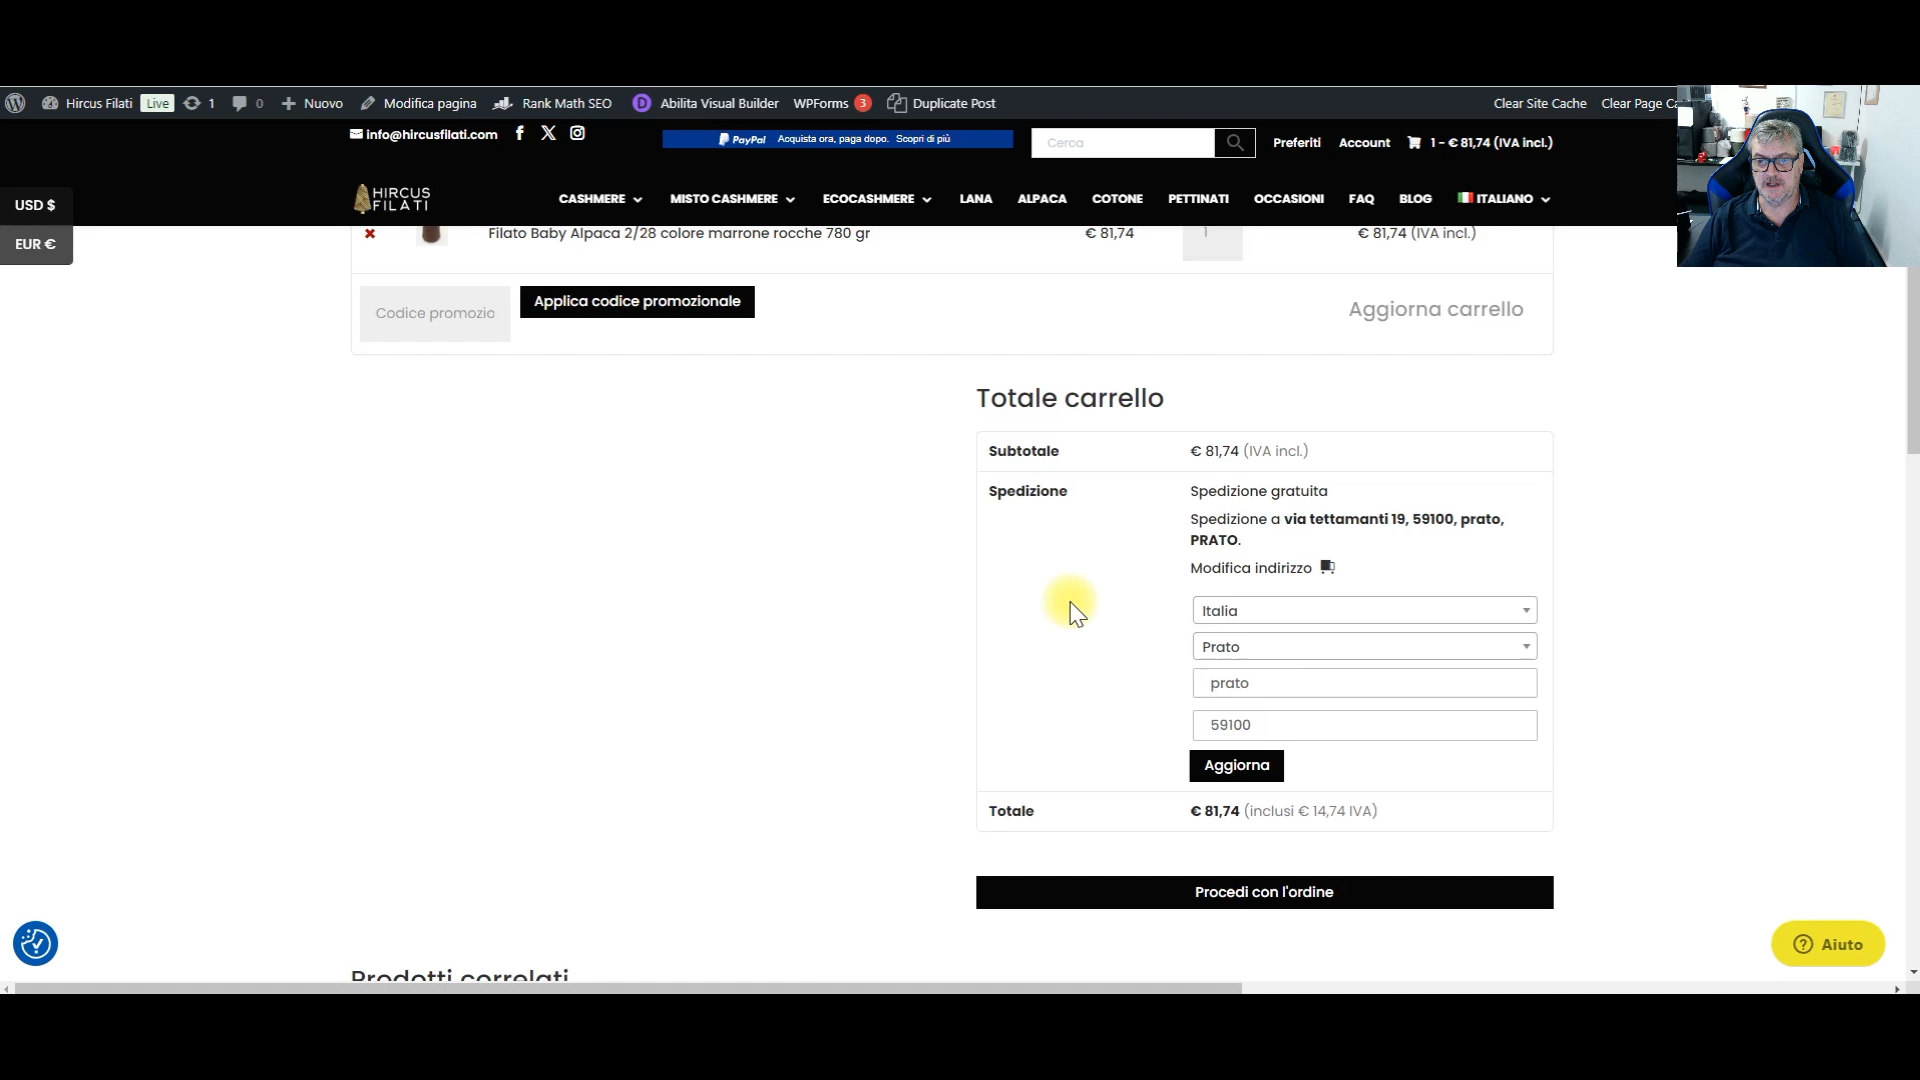 Hircus Filati Live 1 0 Nuovo Modifica pagina Rank Math SEO Abilita Visual Builder WPForms 3 Duplicate Post Clear Site Cache Clear Page
info@hircusfilati.com
PayPal Acquista ora, paga dopo. Scopri di più
Cerca
Preferiti Account 1 - € 81,74 (IVA incl.)
HIRCUS
FILATI
CASHMERE MISTO CASHMERE ECOCASHMERE LANA ALPACA COTONE PETTINATI OCCASIONI FAQ BLOG ITALIANO
USD $
EUR €
Filato Baby Alpaca 2/28 colore marrone rocche 780 gr € 81,74 1 € 81,74 (IVA incl.)
Codice promozio Applica codice promozionale Aggiorna carrello
Totale carrello
Subtotale € 81,74 (IVA incl.)
Spedizione Spedizione gratuita
Spedizione a via tettamanti 19, 59100, prato,
PRATO.
Modifica indirizzo
Italia
Prato
prato
59100
Aggiorna
Totale € 81,74 (inclusi € 14,74 IVA)
Procedi con l'ordine
Aiuto
Prodotti correlati